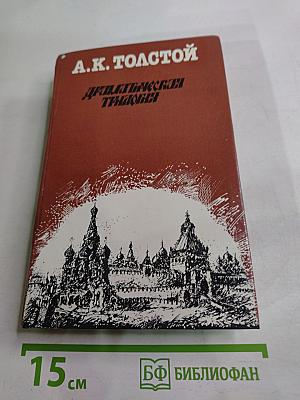 А.К. ТОЛСТОЙ
ДРАМАТИЧЕСКАЯ
ТРИЛОГИЯ
15 см
БФ БИБЛИОФАН